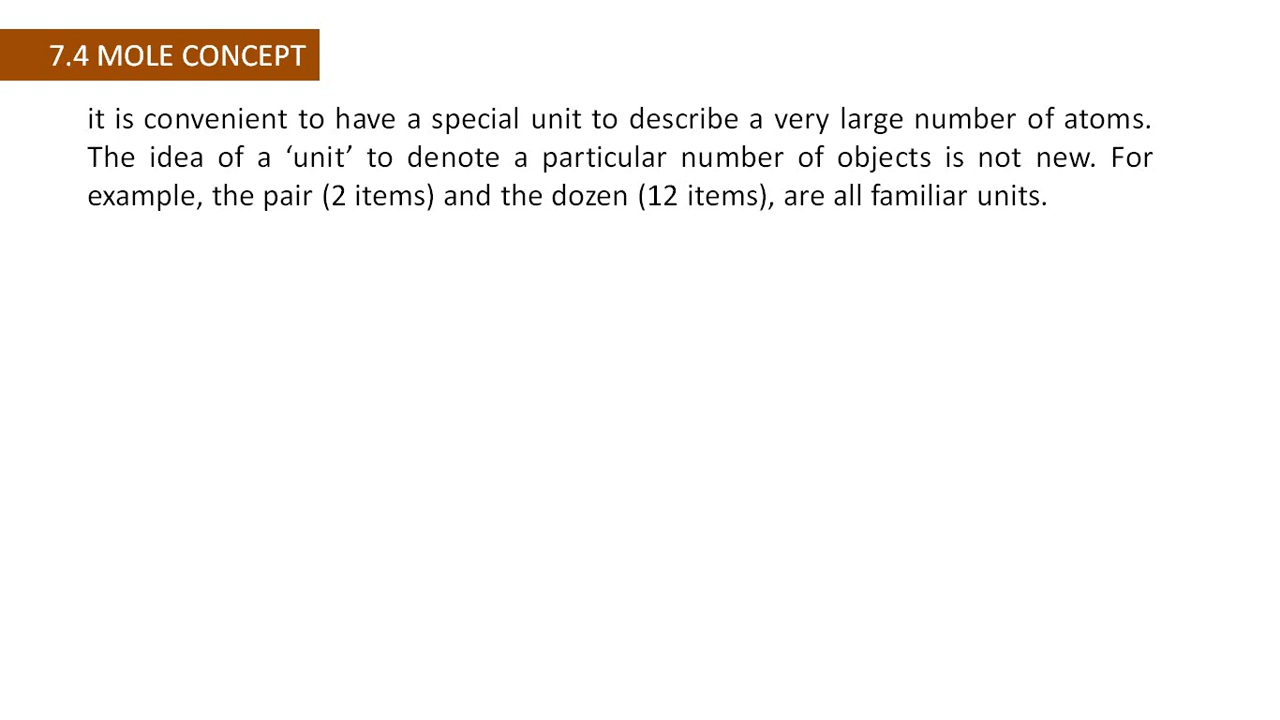 7.4 MOLE CONCEPT
it is convenient to have a special unit to describe a very large number of atoms.
The idea of a ‘unit’ to denote a particular number of objects is not new. For
example, the pair (2 items) and the dozen (12 items), are all familiar units.